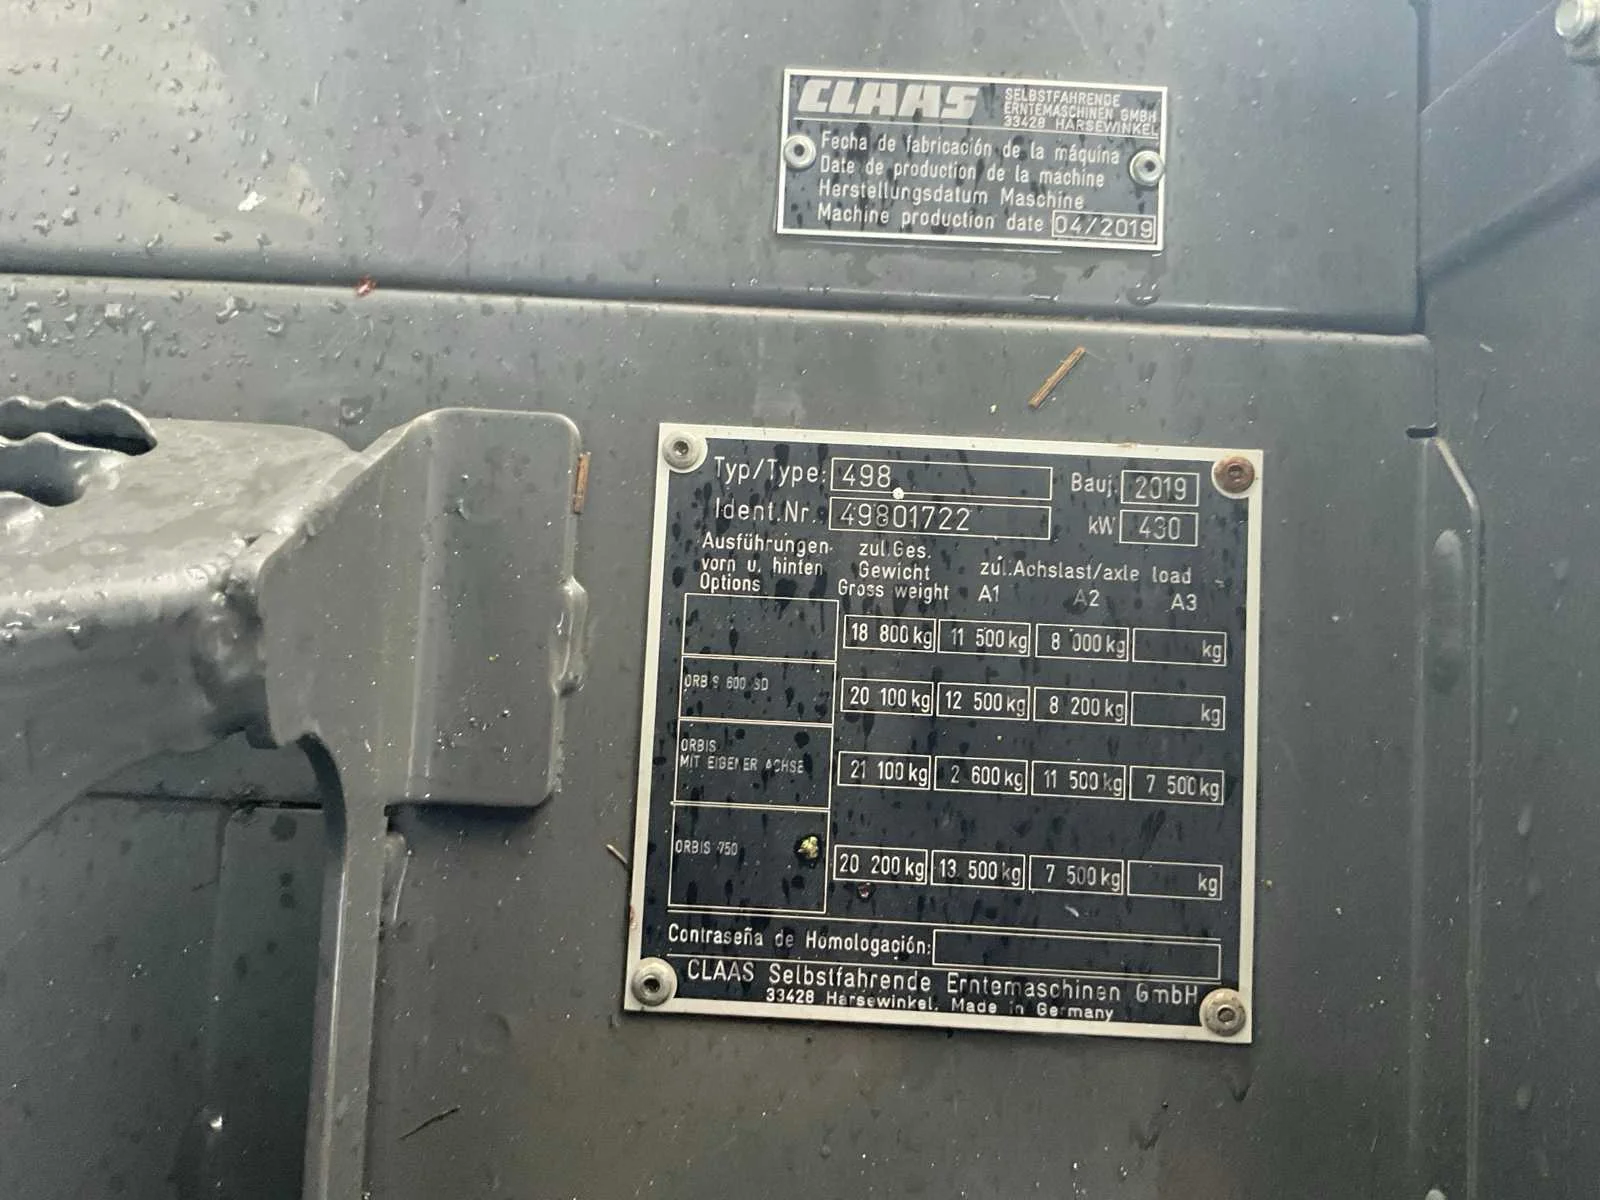 CLAAS
SELBSTFAHRENDE
ERNTEMASCHINEN GMBH
33428 HARSEWINKEL
Fecha de fabricación de la máquina
Date de production de la machine
Herstellungsdatum Maschine
Machine production date 04/2019
Typ/Type: 498 Bauj. 2019
Ident.Nr. 49801722 kW 430
Ausführungen vorn u. hinten Options
zul.Ges. Gewicht Gross weight
zul.Achslast/axle load
A1 A2 A3
18 800 kg 11 500 kg 8 000 kg kg
ORBIS 600 SD 20 100 kg 12 500 kg 8 200 kg kg
ORBIS MIT EIGENER ACHSE 21 100 kg 2 600 kg 11 500 kg 7 500 kg
ORBIS 750 20 200 kg 13 500 kg 7 500 kg kg
Contraseña de Homologación:
CLAAS Selbstfahrende Erntemaschinen GmbH
33428 Harsewinkel. Made in Germany